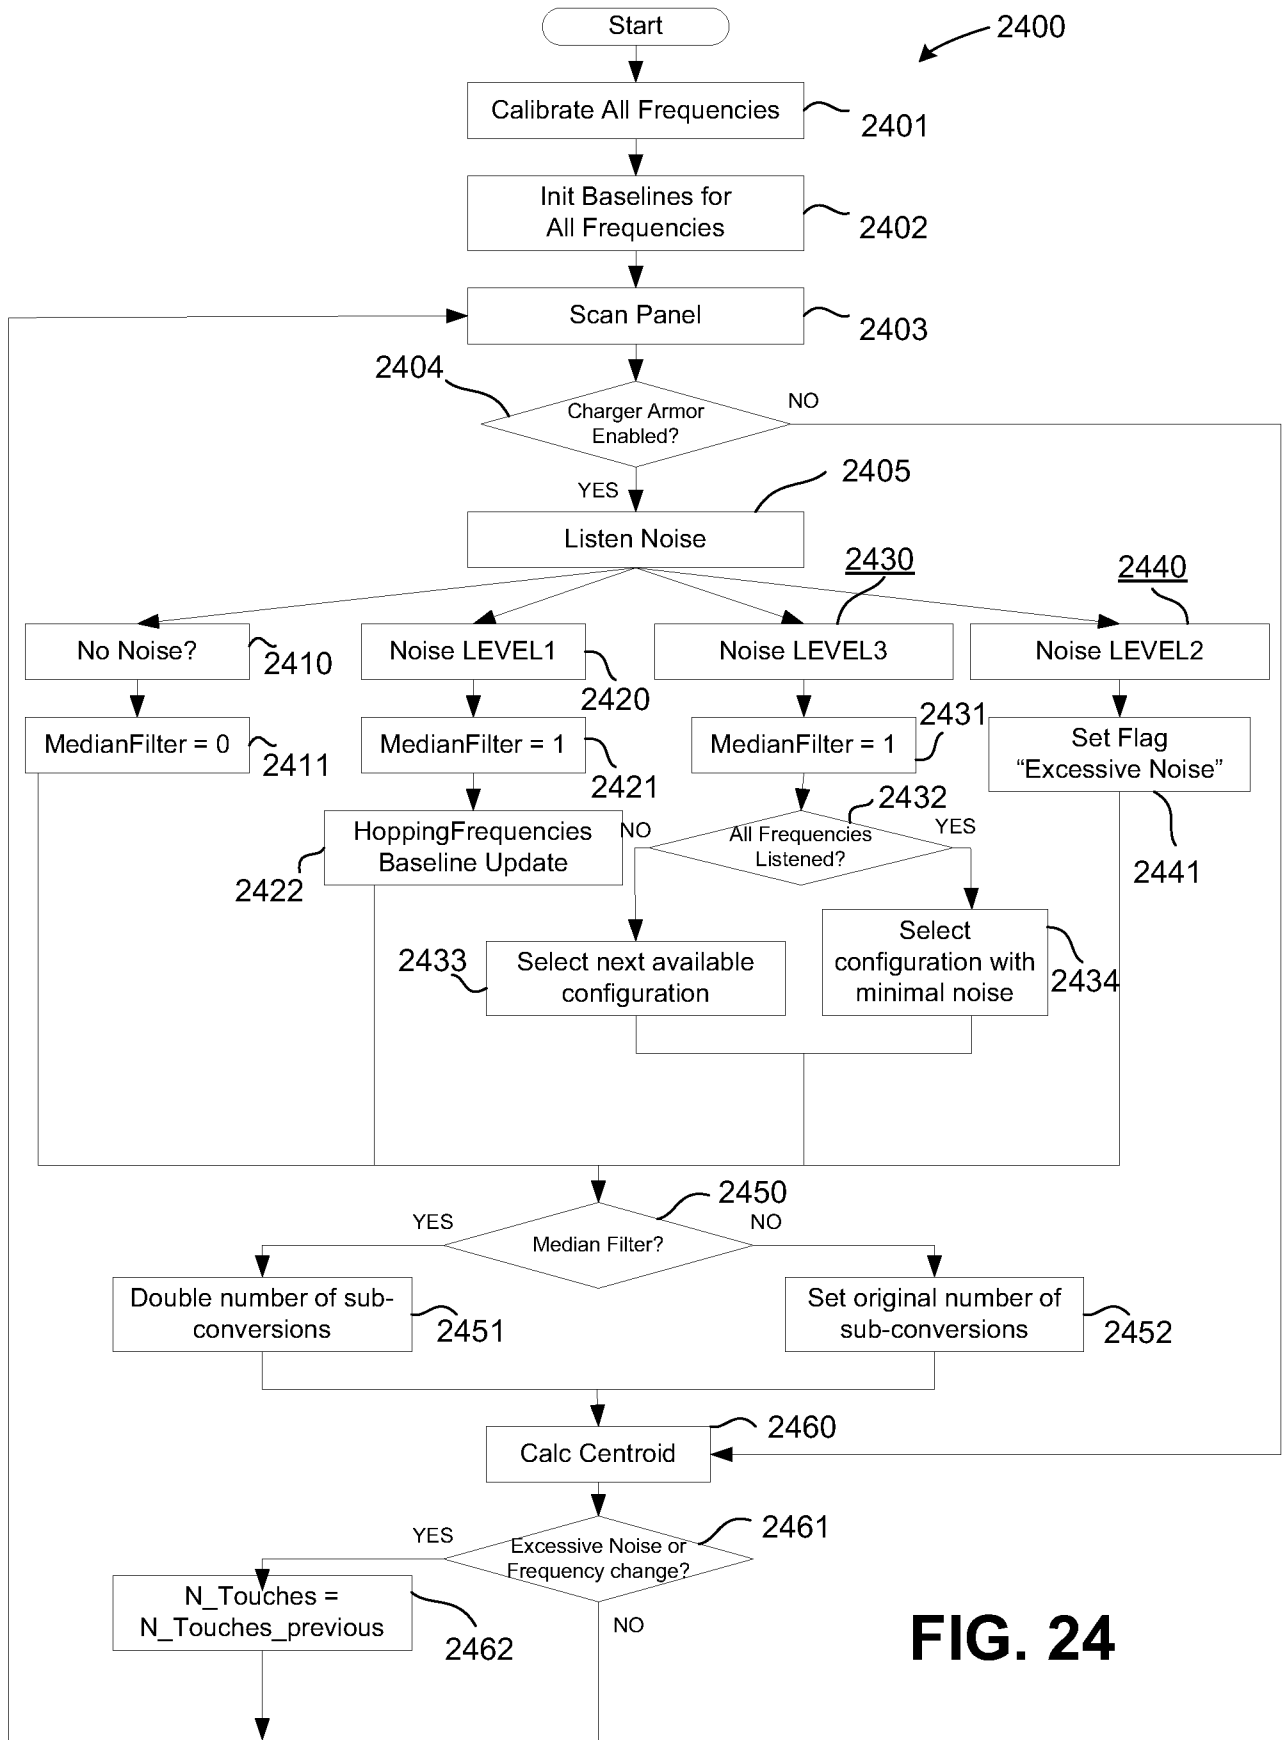 Start
2400
Calibrate All Frequencies
2401
Init Baselines for
All Frequencies
2402
Scan Panel
2403
2404
Charger Armor
Enabled?
NO
YES
2405
Listen Noise
2430
2440
No Noise?
2410
Noise LEVEL1
2420
Noise LEVEL3
Noise LEVEL2
MedianFilter = 0
2411
MedianFilter = 1
2421
MedianFilter = 1
2431
Set Flag
“Excessive Noise”
2441
HoppingFrequencies
Baseline Update
2422
NO
All Frequencies
Listened?
2432
YES
2433
Select next available
configuration
Select
configuration with
minimal noise
2434
2450
YES
Median Filter?
NO
Double number of sub-
conversions
2451
Set original number of
sub-conversions
2452
2460
Calc Centroid
2461
YES
Excessive Noise or
Frequency change?
N_Touches =
N_Touches_previous
2462
NO
FIG. 24